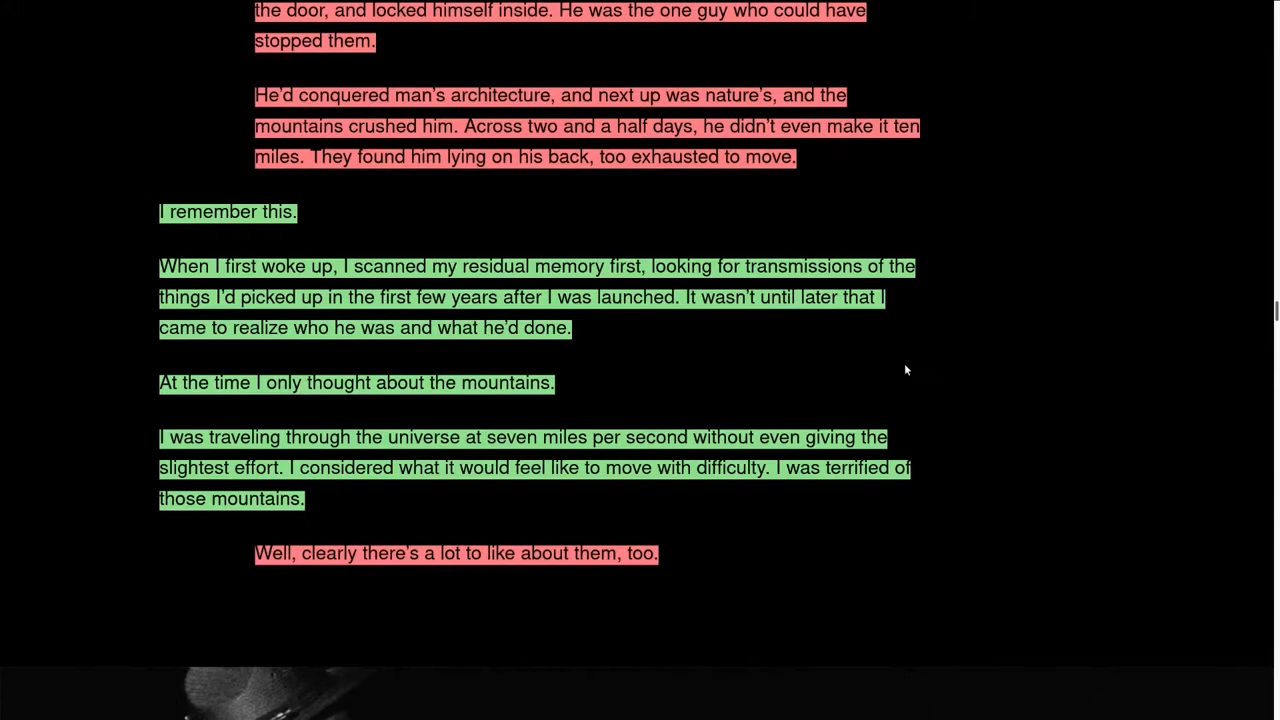 the door, and locked himself inside. He was the one guy who could have
stopped them.
He’d conquered man’s architecture, and next up was nature’s, and the
mountains crushed him. Across two and a half days, he didn’t even make it ten
miles. They found him lying on his back, too exhausted to move.
I remember this.
When I first woke up, I scanned my residual memory first, looking for transmissions of the
things I’d picked up in the first few years after I was launched. It wasn’t until later that I
came to realize who he was and what he’d done.
At the time I only thought about the mountains.
I was traveling through the universe at seven miles per second without even giving the
slightest effort. I considered what it would feel like to move with difficulty. I was terrified of
those mountains.
Well, clearly there’s a lot to like about them, too.